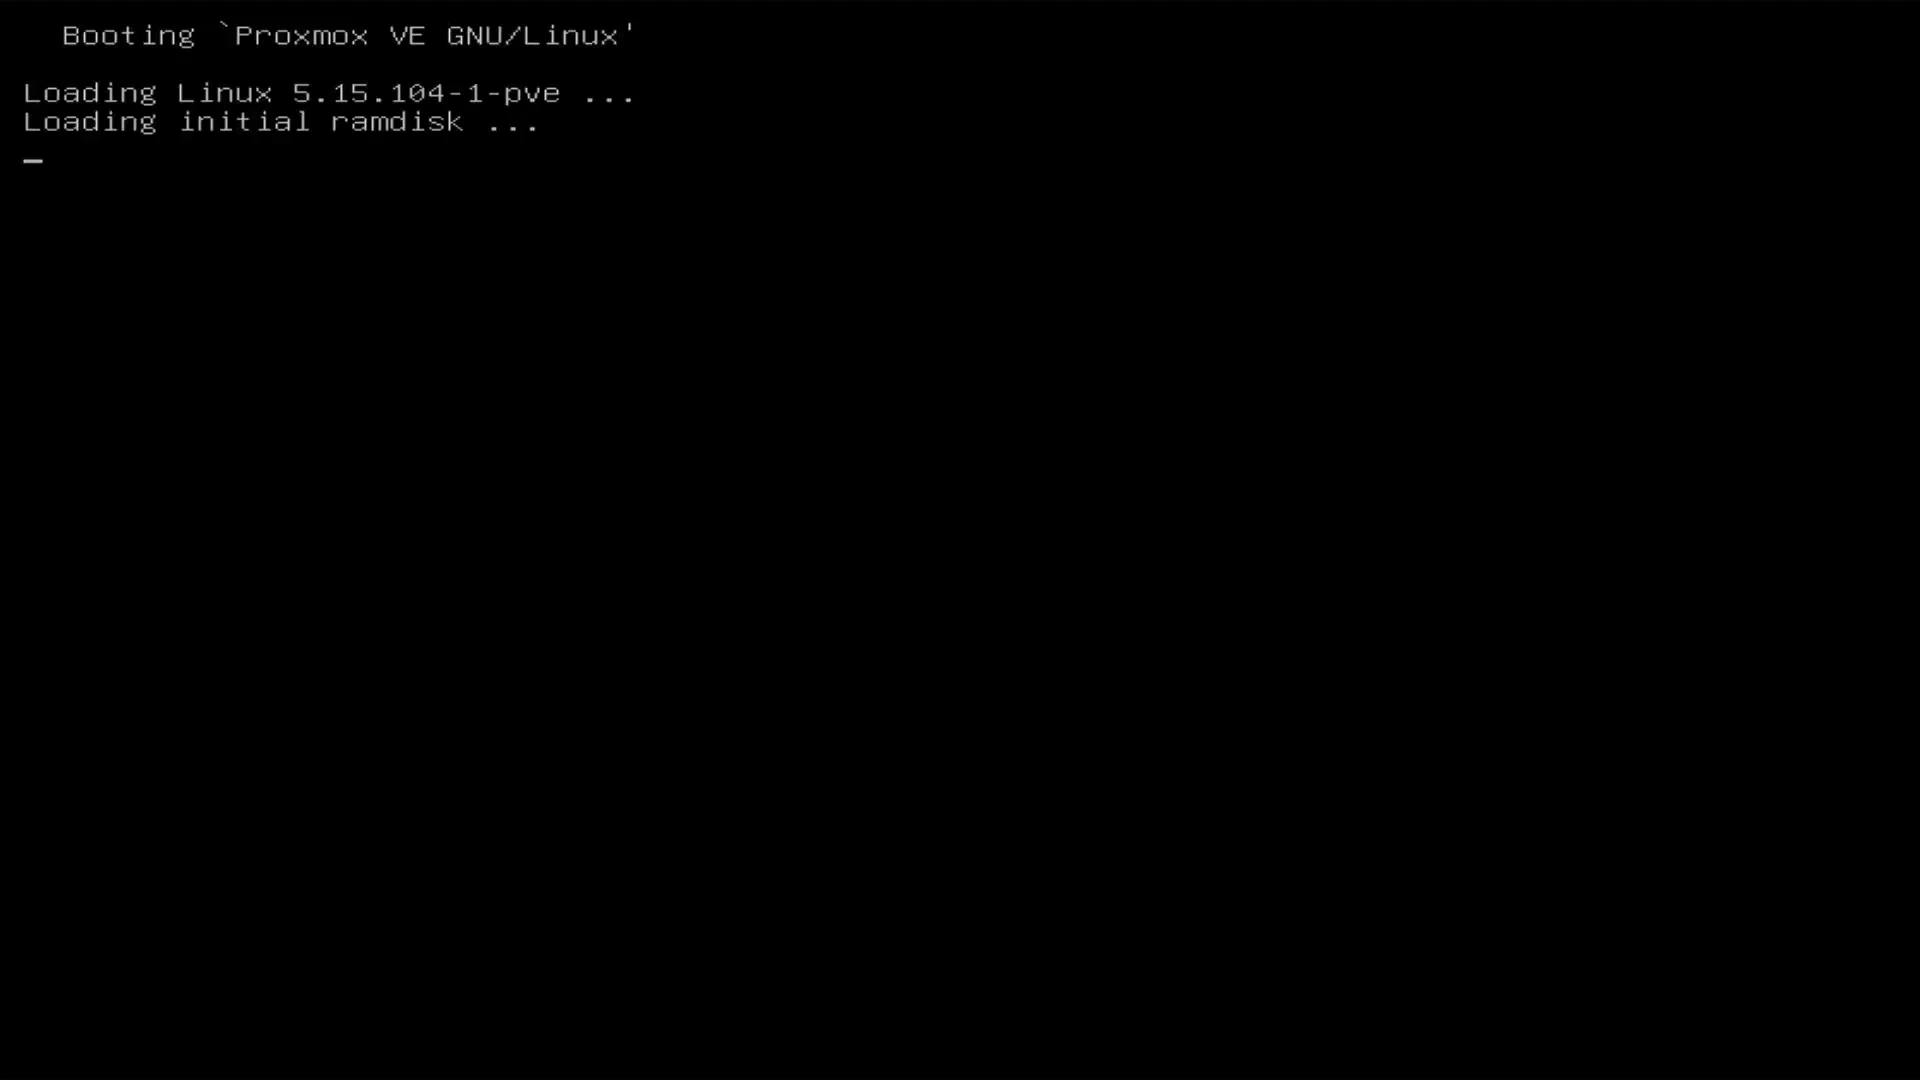 Booting `Proxmox VE GNU/Linux'
Loading Linux 5.15.104-1-pve ...
Loading initial ramdisk ...
_